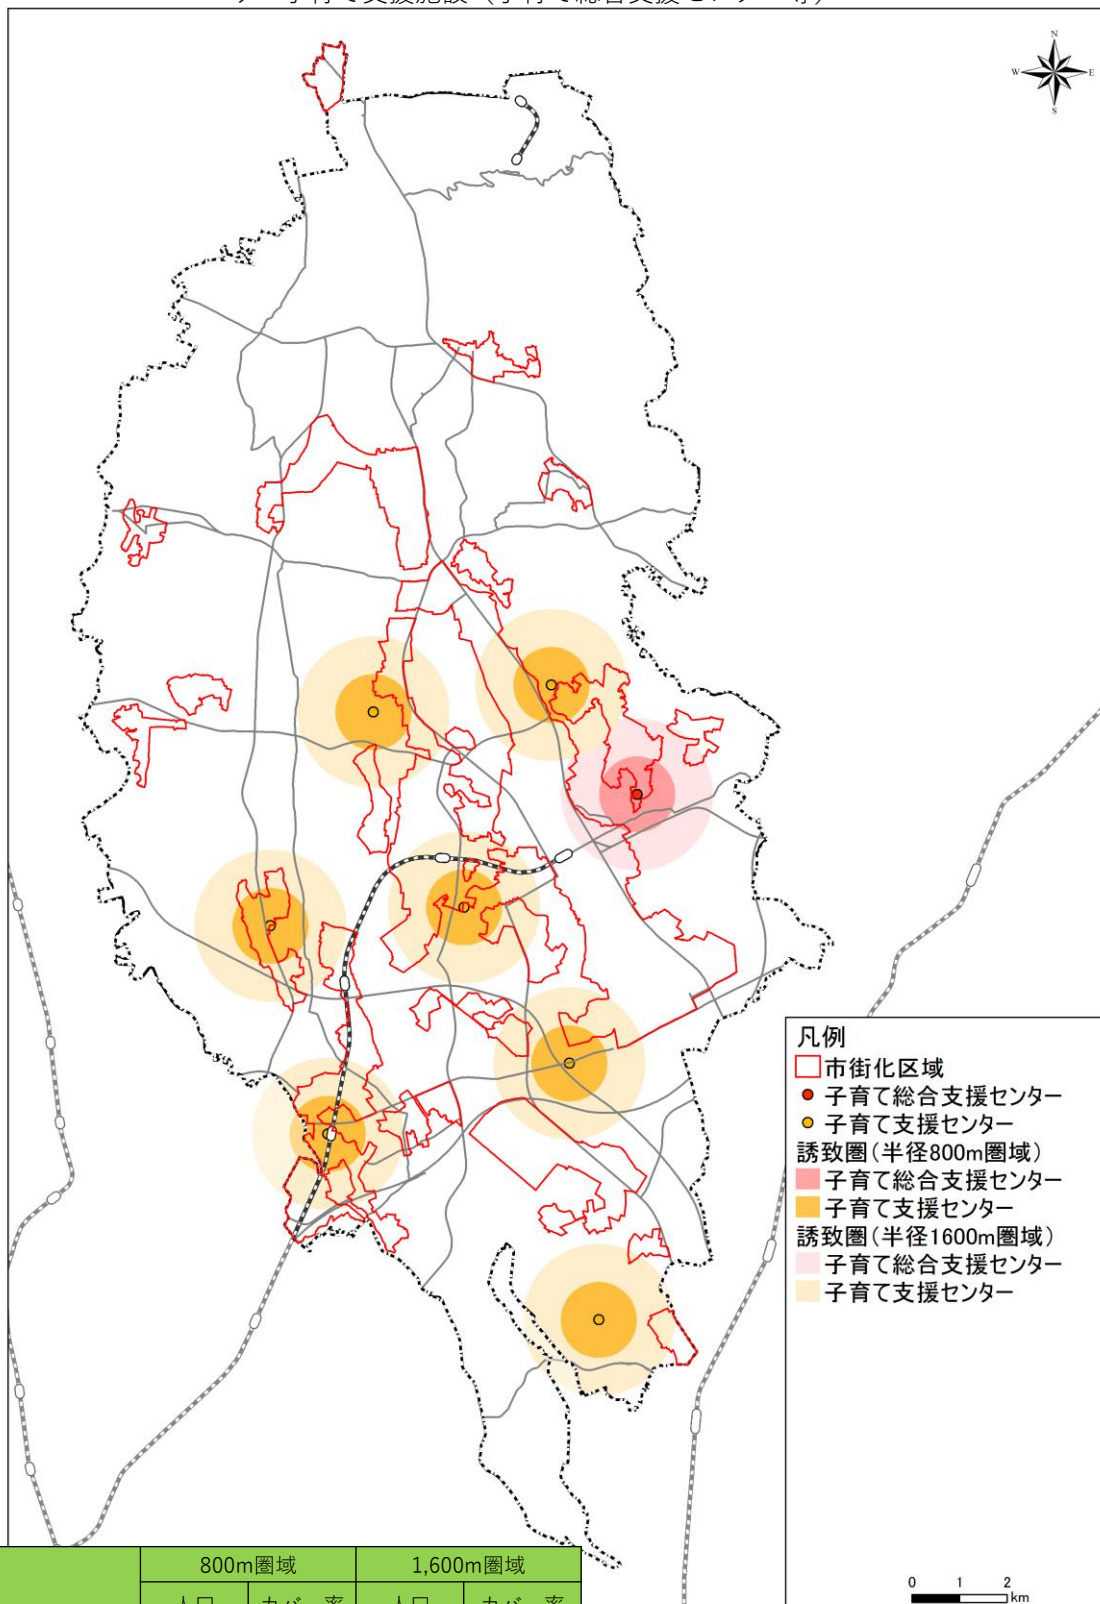 N
W E
S
凡例
市街化区域
子育て総合支援センター
子育て支援センター
誘致圏(半径800m圏域)
子育て総合支援センター
子育て支援センター
誘致圏(半径1600m圏域)
子育て総合支援センター
子育て支援センター
800m圏域 1,600m圏域
0 1 2
km